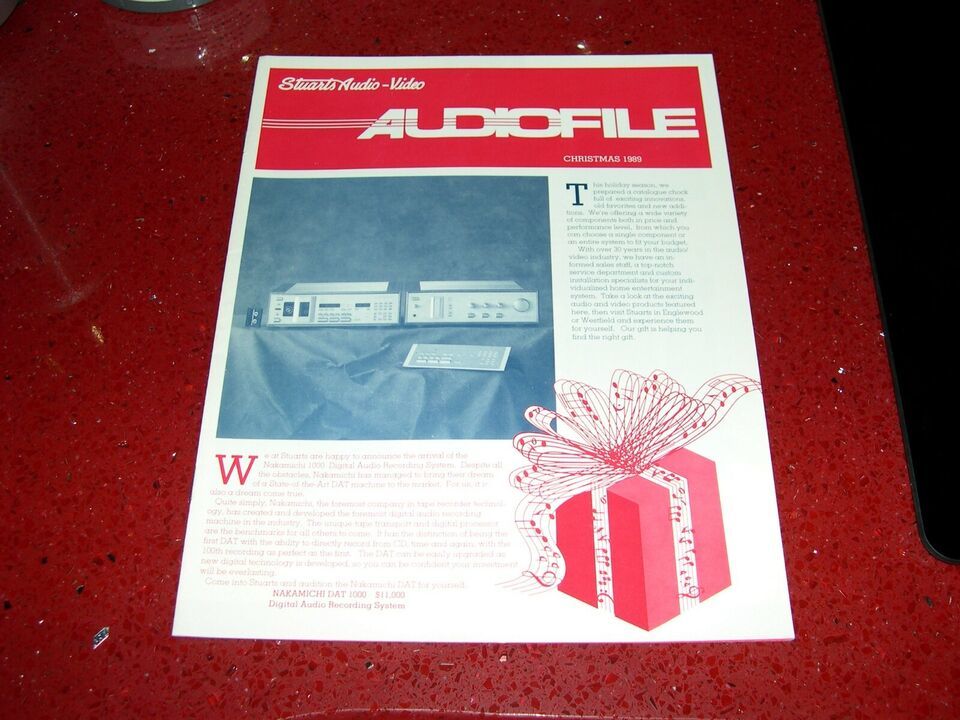 Stuarts Audio-Video
AUDIOFILE
CHRISTMAS 1989
This holiday season, we
prepared a catalogue chock
full of exciting innovations,
old favorites and new addi-
tions. We're offering a wide variety
of components both in price and
performance level, from which you
can choose a single component or
an entire system to fit your budget.
With over 30 years in the audio/
video industry, we have an in-
formed sales staff, a top-notch
service department and custom
installation specialists for your indi-
vidualized home entertainment
system. Take a look at the exciting
audio and video products featured
here, then visit Stuarts in Englewood
or Westfield and experience them
for yourself. Our gift is helping you
find the right gift.
We at Stuarts are happy to announce the arrival of the
Nakamichi 1000 Digital Audio Recording System. Despite all
the obstacles, Nakamichi has managed to bring their dream
of a State-of-the-Art DAT machine to the market. For us, it is
also a dream come true.
Quite simply, Nakamichi, the foremost company in tape recorder technol-
ogy, has created and developed the foremost digital audio recording
machine in the industry. The unique tape transport and digital processor
are the benchmarks for all others to come. It has the distinction of being the
first DAT with the ability to directly record from CD, time and again, with the
100th recording as perfect as the first. The DAT can be easily upgraded as
new digital technology is developed, so you can be confident your investment
will be everlasting.
Come into Stuarts and audition the Nakamichi DAT for yourself.
NAKAMICHI DAT 1000 $11,000
Digital Audio Recording System